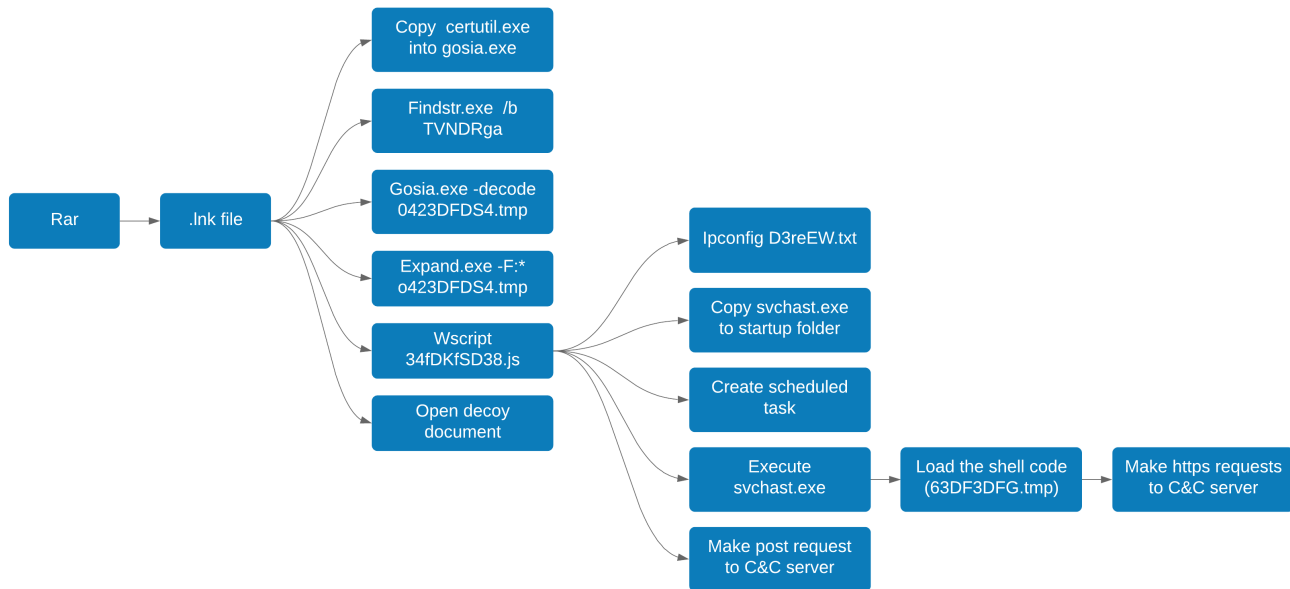 Copy certutil.exe
into gosia.exe
Findstr.exe /b
TVNDRga
Gosia.exe -decode
0423DFDS4.tmp
Rar
.lnk file
Expand.exe -F:*
o423DFDS4.tmp
Wscript
34fDKfSD38.js
Open decoy
document
Ipconfig D3reEW.txt
Copy svchast.exe
to startup folder
Create scheduled
task
Execute
svchast.exe
Load the shell code
(63DF3DFG.tmp)
Make https requests
to C&C server
Make post request
to C&C server